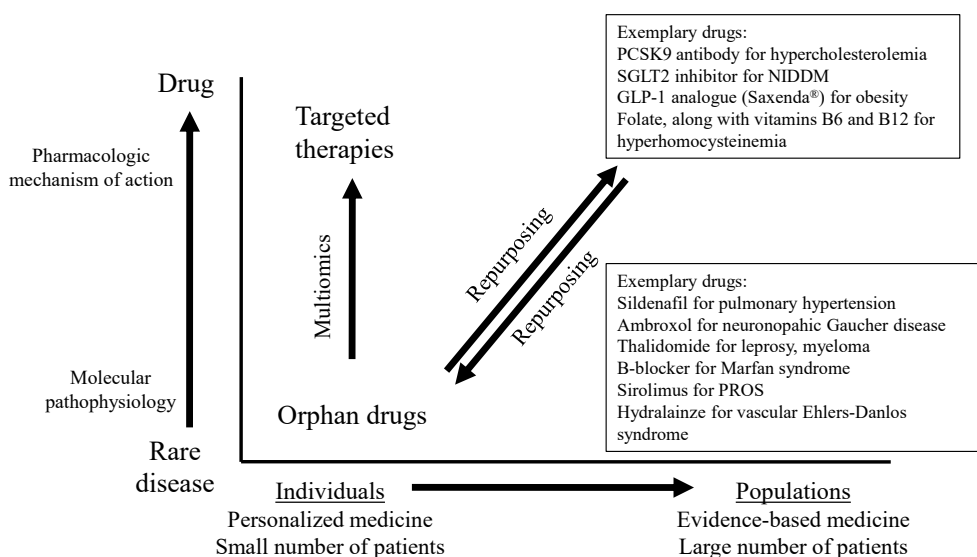 Exemplary drugs:
PCSK9 antibody for hypercholesterolemia
SGLT2 inhibitor for NIDDM
GLP-1 analogue (Saxenda®) for obesity
Folate, along with vitamins B6 and B12 for
hyperhomocysteinemia
Drug
Pharmacologic
mechanism of action
Targeted
therapies
Multiomics
Repurposing
Repurposing
Exemplary drugs:
Sildenafil for pulmonary hypertension
Ambroxol for neuronopahic Gaucher disease
Thalidomide for leprosy, myeloma
B-blocker for Marfan syndrome
Sirolimus for PROS
Hydralainze for vascular Ehlers-Danlos
syndrome
Molecular
pathophysiology
Orphan drugs
Rare
disease
Individuals
Personalized medicine
Small number of patients
Populations
Evidence-based medicine
Large number of patients